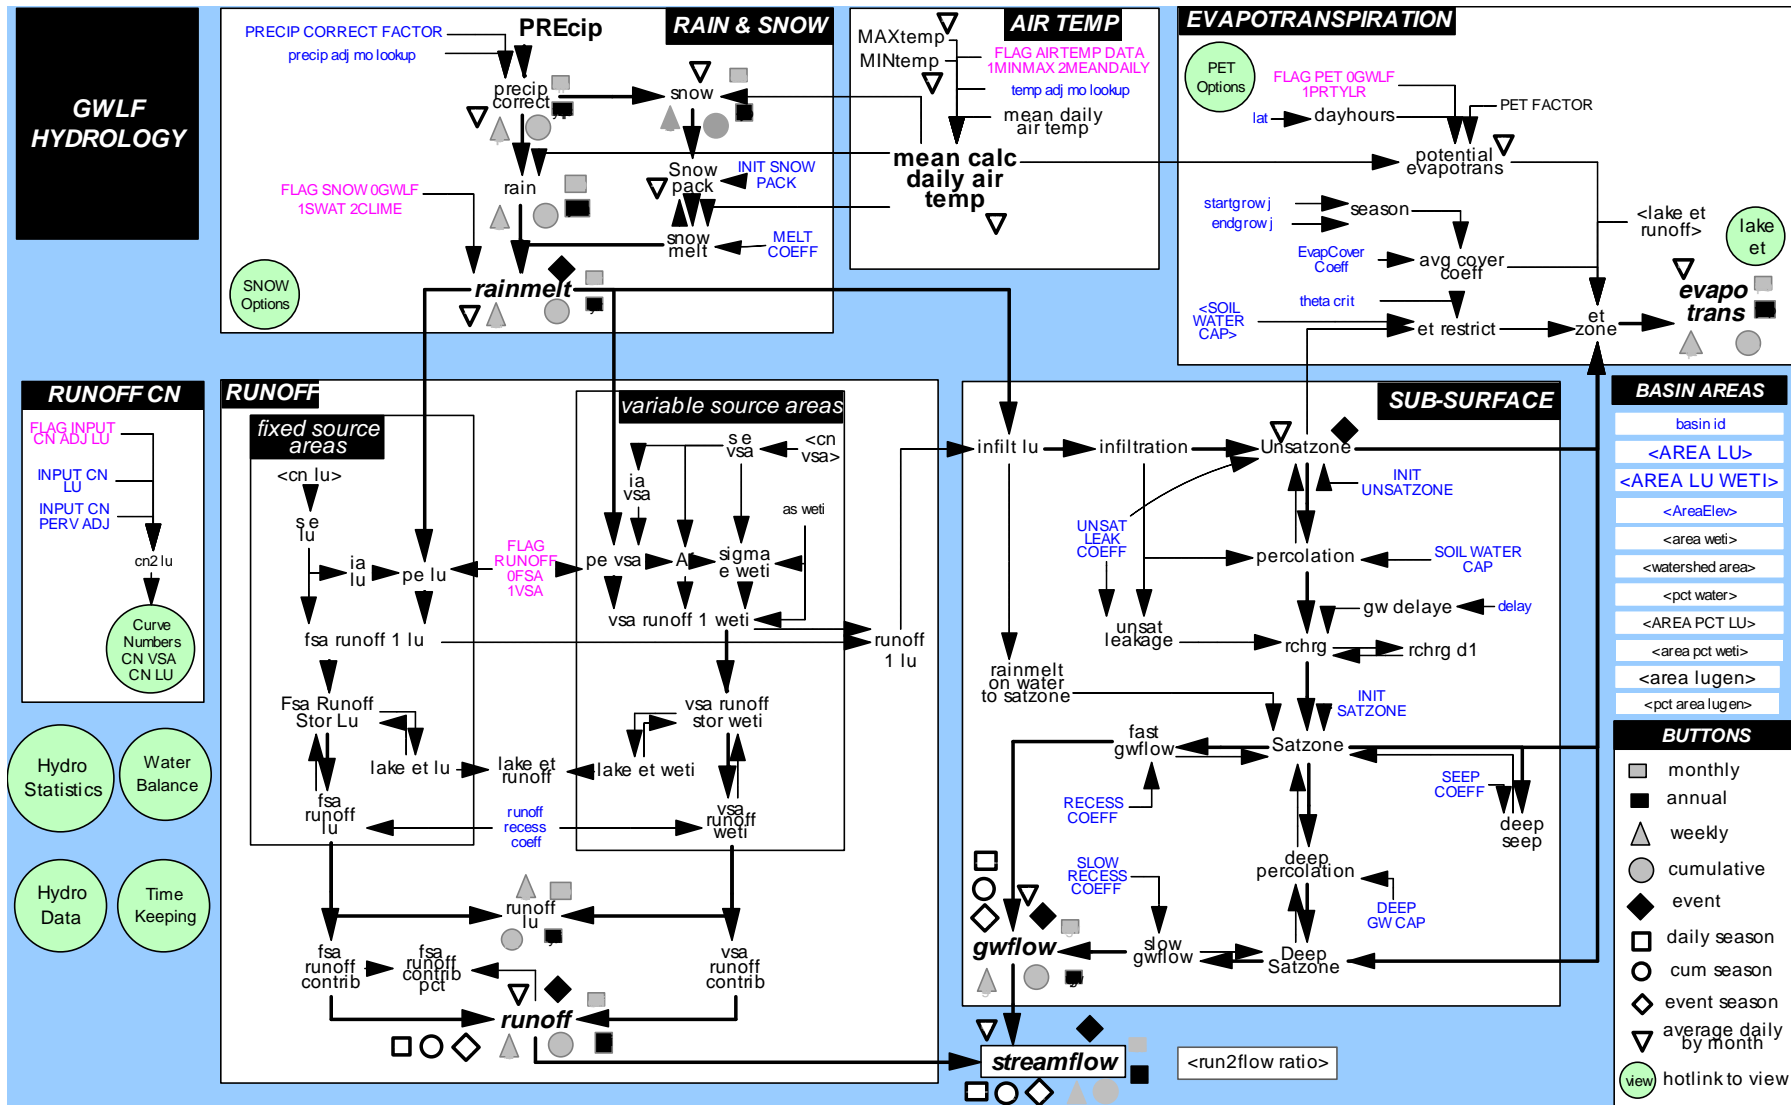 GWLF
HYDROLOGY
RAIN & SNOW
PRECIP CORRECT FACTOR
precip adj mo lookup
PREcip
precip
correct
snow
Snow
pack
INIT SNOW
PACK
FLAG SNOW 0GWLF
1SWAT 2CLIME
rain
snow
melt
MELT
COEFF
rainmelt
SNOW
Options
AIR TEMP
MAXtemp
MINtemp
FLAG AIRTEMP DATA
1MINMAX 2MEANDAILY
temp adj mo lookup
mean daily
air temp
mean calc
daily air
temp
EVAPOTRANSPIRATION
PET
Options
FLAG PET 0GWLF
1PRTYLR
PET FACTOR
lat
dayhours
potential
evapotrans
startgrow j
endgrow j
season
<lake et
runoff>
lake
et
EvapCover
Coeff
avg cover
coeff
theta crit
<SOIL
WATER
CAP>
et restrict
et
zone
evapo
trans
RUNOFF CN
FLAG INPUT
CN ADJ LU
INPUT CN
LU
INPUT CN
PERV ADJ
cn2 lu
Curve
Numbers
CN VSA
CN LU
Hydro
Statistics
Water
Balance
Hydro
Data
Time
Keeping
RUNOFF
fixed source
areas
<cn lu>
s e
lu
ia
lu
pe lu
fsa runoff 1 lu
Fsa Runoff
Stor Lu
lake et lu
fsa
runoff
lu
FLAG
RUNOFF
0FSA
1VSA
variable source areas
s e
vsa
<cn
vsa>
ia
vsa
as weti
pe vsa
A
sigma
e weti
vsa runoff 1 weti
runoff
1 lu
vsa runoff
stor weti
lake et
runoff
lake et weti
runoff
recess
coeff
vsa
runoff
weti
runoff
lu
fsa
runoff
contrib
fsa
runoff
contrib
pct
vsa
runoff
contrib
runoff
SUB-SURFACE
infilt lu
infiltration
Unsatzone
INIT
UNSATZONE
UNSAT
LEAK
COEFF
percolation
SOIL WATER
CAP
gw delaye
delay
unsat
leakage
rchrg
rchrg d1
rainmelt
on water
to satzone
INIT
SATZONE
fast
gwflow
Satzone
RECESS
COEFF
SEEP
COEFF
deep
seep
SLOW
RECESS
COEFF
deep
percolation
DEEP
GW CAP
gwflow
slow
gwflow
Deep
Satzone
streamflow
<run2flow ratio>
BASIN AREAS
basin id
<AREA LU>
<AREA LU WETI>
<AreaElev>
<area weti>
<watershed area>
<pct water>
<AREA PCT LU>
<area pct weti>
<area lugen>
<pct area lugen>
BUTTONS
monthly
annual
weekly
cumulative
event
daily season
cum season
event season
average daily
by month
view
hotlink to view